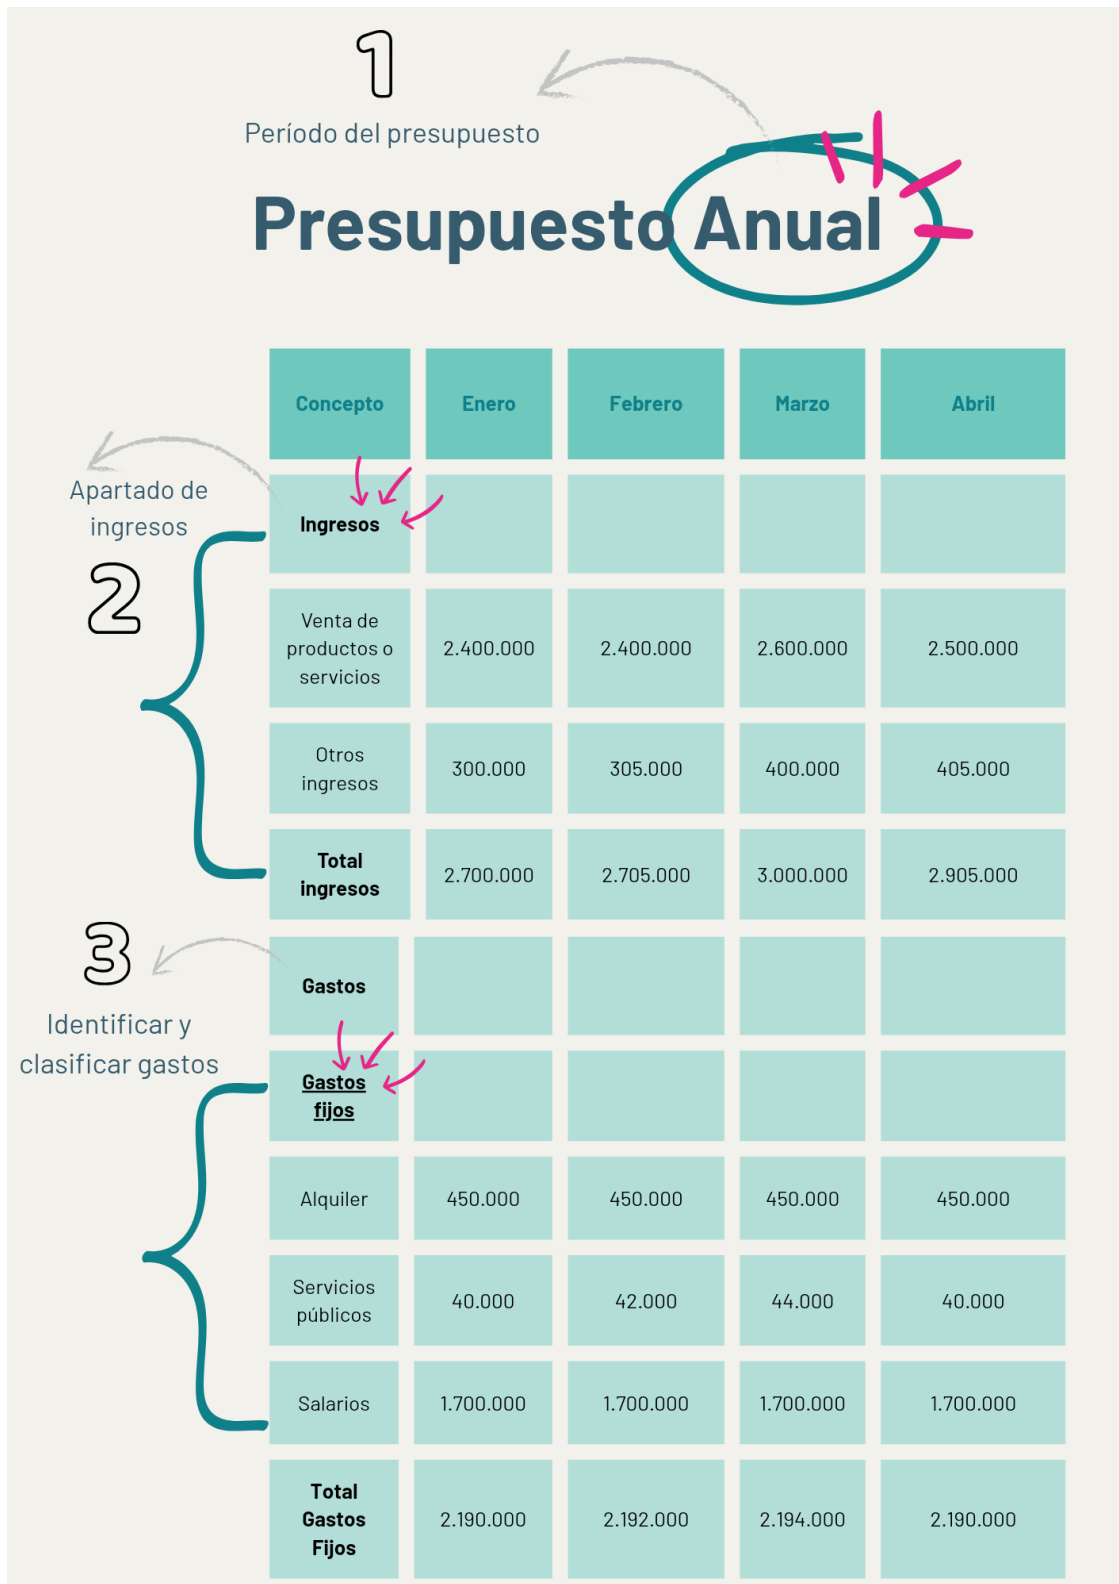 1
Período del presupuesto
Presupuesto Anual
Concepto Enero Febrero Marzo Abril
Apartado de
ingresos
2
Ingresos
Venta de
productos o
servicios
2.400.000 2.400.000 2.600.000 2.500.000
Otros
ingresos
300.000 305.000 400.000 405.000
Total
ingresos
2.700.000 2.705.000 3.000.000 2.905.000
3
Identificar y
clasificar gastos
Gastos
Gastos
fijos
Alquiler 450.000 450.000 450.000 450.000
Servicios
públicos
40.000 42.000 44.000 40.000
Salarios 1.700.000 1.700.000 1.700.000 1.700.000
Total
Gastos
Fijos
2.190.000 2.192.000 2.194.000 2.190.000